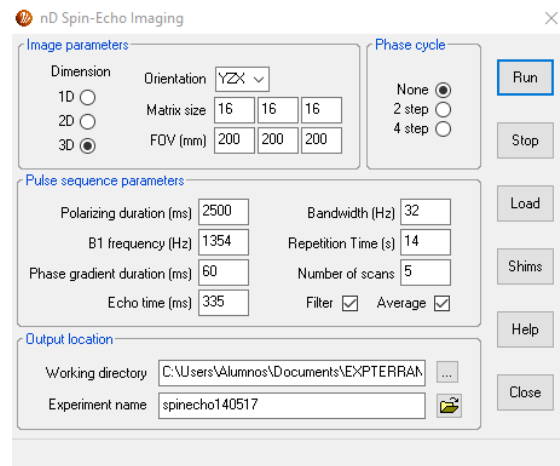 nD Spin-Echo Imaging
Image parameters
Dimension
1D
2D
3D
Orientation YZX
Matrix size 16 16 16
FOV (mm) 200 200 200
Phase cycle
None
2 step
4 step
Run
Stop
Load
Shims
Help
Close
Pulse sequence parameters
Polarizing duration (ms) 2500
Bandwidth (Hz) 32
B1 frequency (Hz) 1354
Repetition Time (s) 14
Phase gradient duration (ms) 60
Number of scans 5
Echo time (ms) 335
Filter Average
Output location
Working directory C:\Users\Alumnos\Documents\EXPTERRAN
...
Experiment name spinecho140517